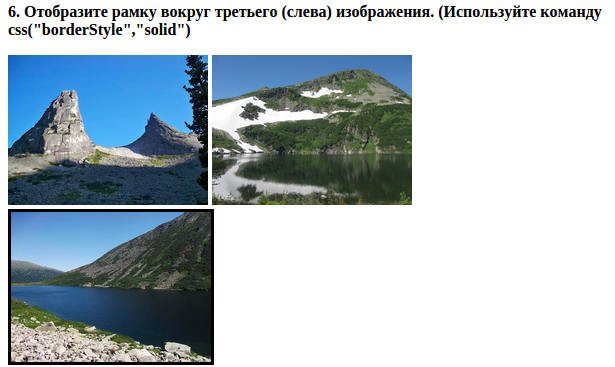 6. Отобразите рамку вокруг третьего (слева) изображения. (Используйте команду
css("borderStyle","solid")